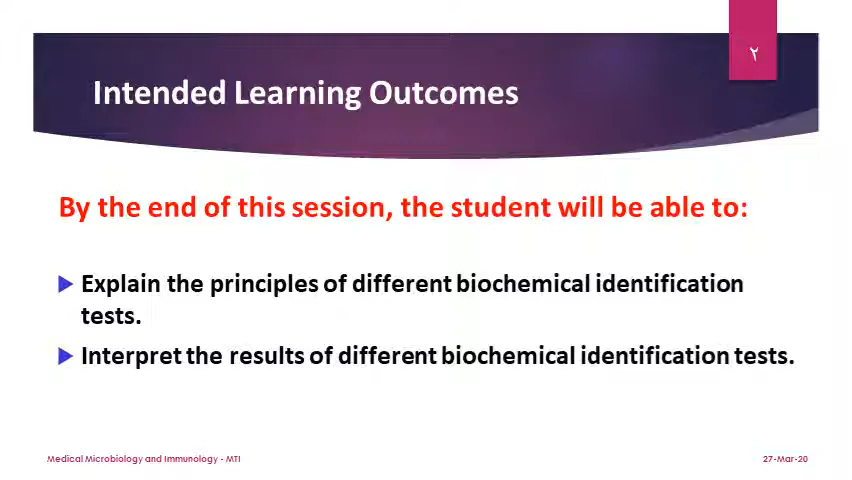 ٢
Intended Learning Outcomes
By the end of this session, the student will be able to:
Explain the principles of different biochemical identification
tests.
Interpret the results of different biochemical identification tests.
Medical Microbiology and Immunology - MTI
27-Mar-20